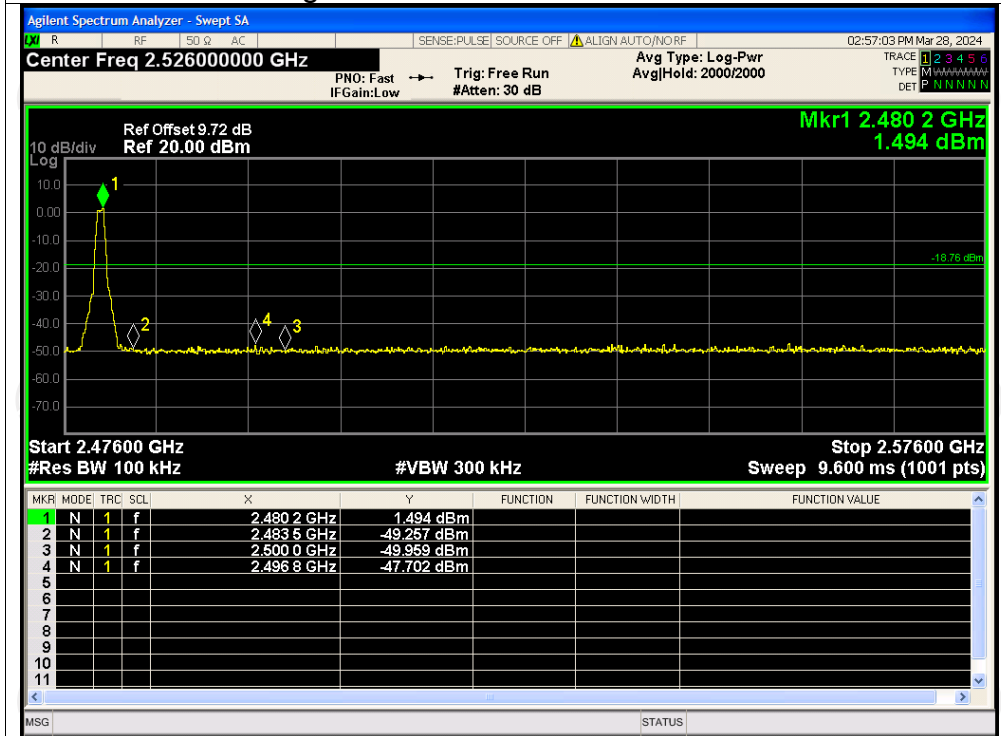 Agilent Spectrum Analyzer - Swept SA
LXI R RF 50 Ω AC SENSE:PULSE SOURCE OFF ALIGN AUTO/NO RF 02:57:03 PM Mar 28, 2024
Center Freq 2.526000000 GHz
PNO: Fast
IFGain:Low
Trig: Free Run
#Atten: 30 dB
Avg Type: Log-Pwr
Avg|Hold: 2000/2000
TRACE 1 2 3 4 5 6
TYPE M
DET P N N N N N
Mkr1 2.480 2 GHz
1.494 dBm
Ref Offset 9.72 dB
10 dB/div Ref 20.00 dBm
Log
10.0
0.00
-10.0
-20.0
-30.0
-40.0
-50.0
-60.0
-70.0
1
2
4
3
-18.76 dBm
Start 2.47600 GHz Stop 2.57600 GHz
#Res BW 100 kHz #VBW 300 kHz Sweep 9.600 ms (1001 pts)
MKR MODE TRC SCL X Y FUNCTION FUNCTION WIDTH FUNCTION VALUE
1 N 1 f 2.480 2 GHz 1.494 dBm
2 N 1 f 2.483 5 GHz -49.257 dBm
3 N 1 f 2.500 0 GHz -49.959 dBm
4 N 1 f 2.496 8 GHz -47.702 dBm
5
6
7
8
9
10
11
MSG STATUS